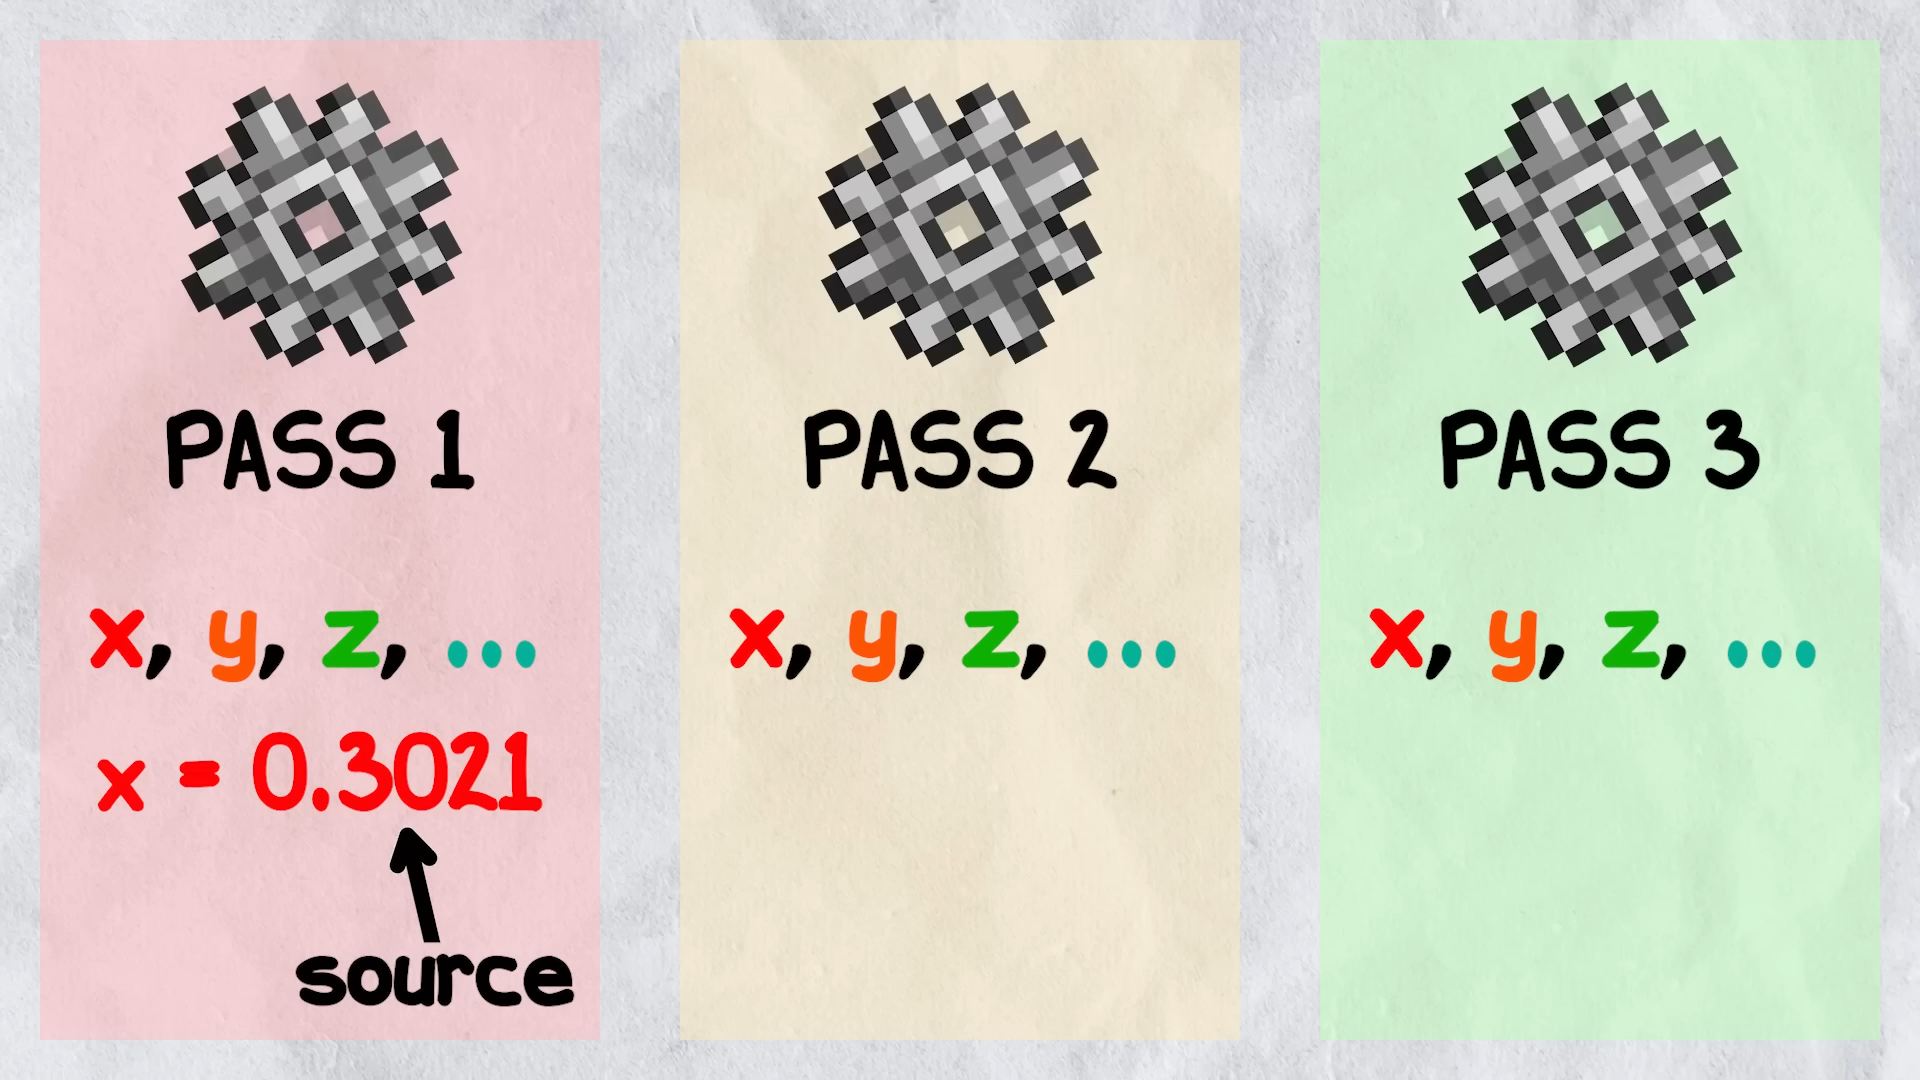 PASS 1
x, y, z, ...
x = 0.3021
source
PASS 2
x, y, z, ...
PASS 3
x, y, z, ...